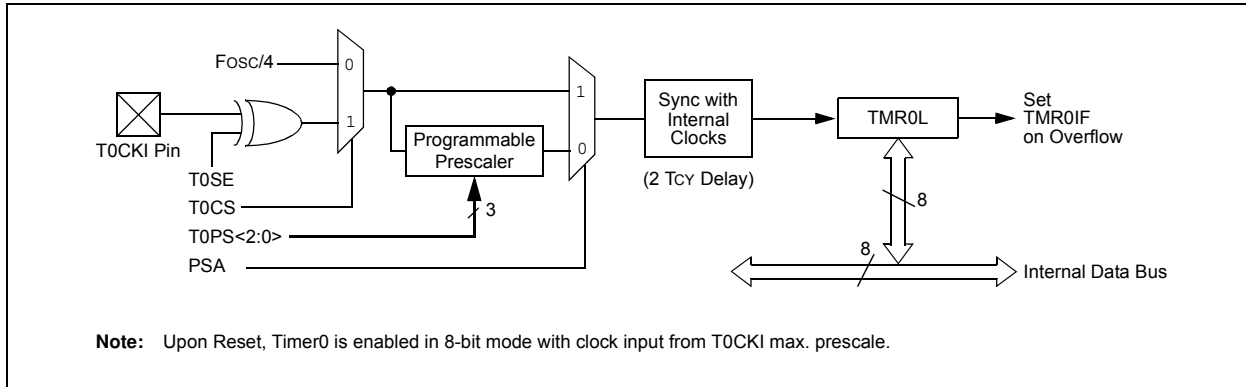 FOSC/4
0
1
T0CKI Pin
T0SE
T0CS
T0PS<2:0>
PSA
Programmable
Prescaler
3
1
0
Sync with
Internal
Clocks
(2 TCY Delay)
TMR0L
Set
TMR0IF
on Overflow
8
8
Internal Data Bus
Note: Upon Reset, Timer0 is enabled in 8-bit mode with clock input from T0CKI max. prescale.